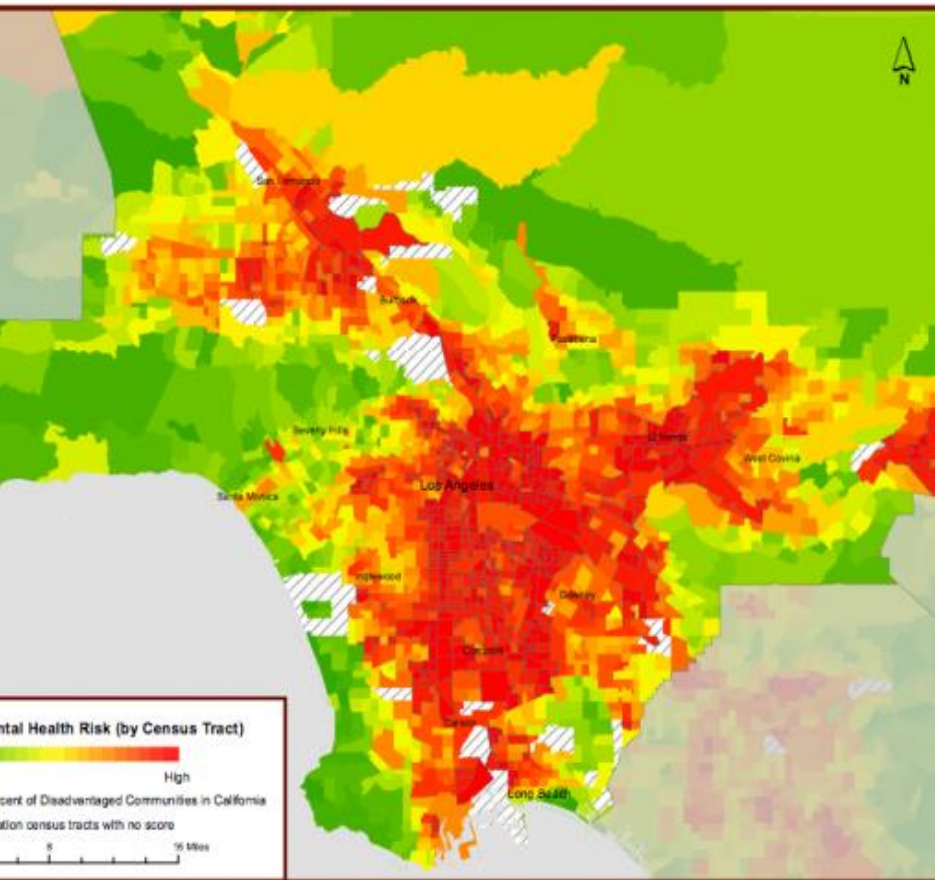 N
San Fernando
Burbank
Pasadena
El Monte
Beverly Hills
West Covina
Los Angeles
Santa Monica
Inglewood
Downey
Compton
Carson
Long Beach
ntal Health Risk (by Census Tract)
High
cent of Disadvantaged Communities in California
ation census tracts with no score
8
16 Miles